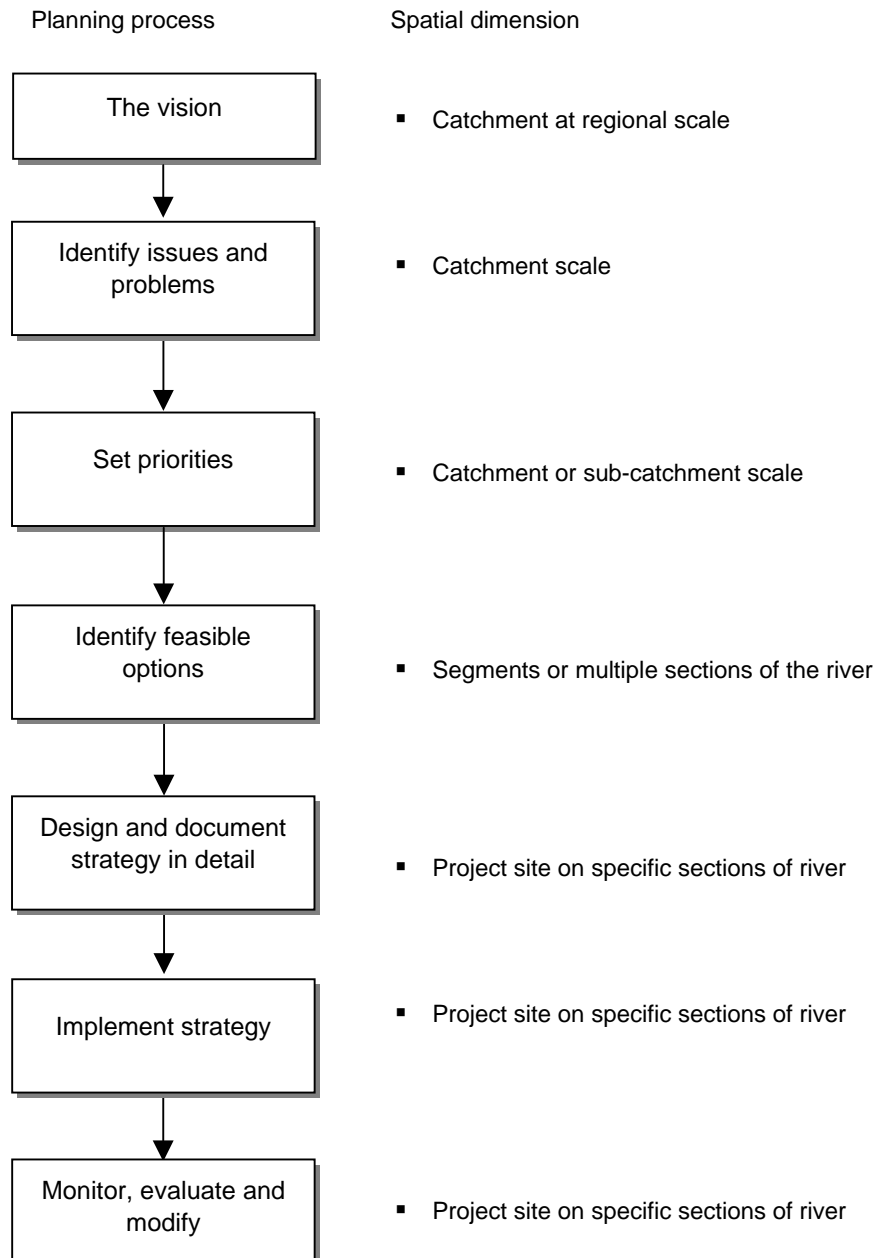 Planning process
Spatial dimension
The vision
▪ Catchment at regional scale
Identify issues and
problems
▪ Catchment scale
Set priorities
▪ Catchment or sub-catchment scale
Identify feasible
options
▪ Segments or multiple sections of the river
Design and document
strategy in detail
▪ Project site on specific sections of river
Implement strategy
▪ Project site on specific sections of river
Monitor, evaluate and
modify
▪ Project site on specific sections of river